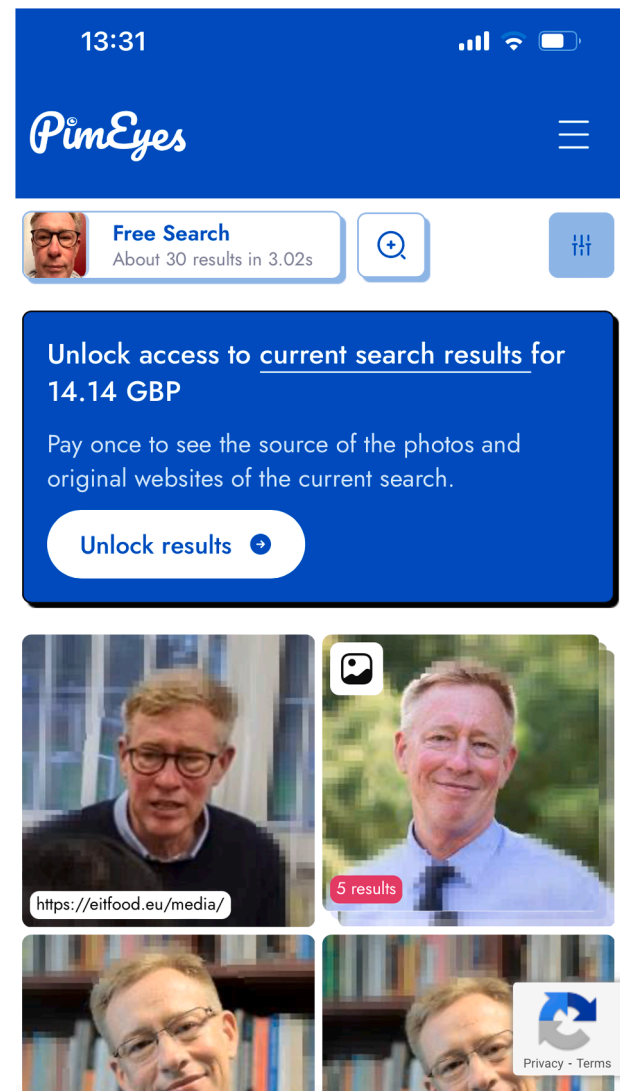 13:31
PimEyes
Free Search
About 30 results in 3.02s
Unlock access to current search results for
14.14 GBP
Pay once to see the source of the photos and
original websites of the current search.
Unlock results
https://eitfood.eu/media/
5 results
Privacy - Terms